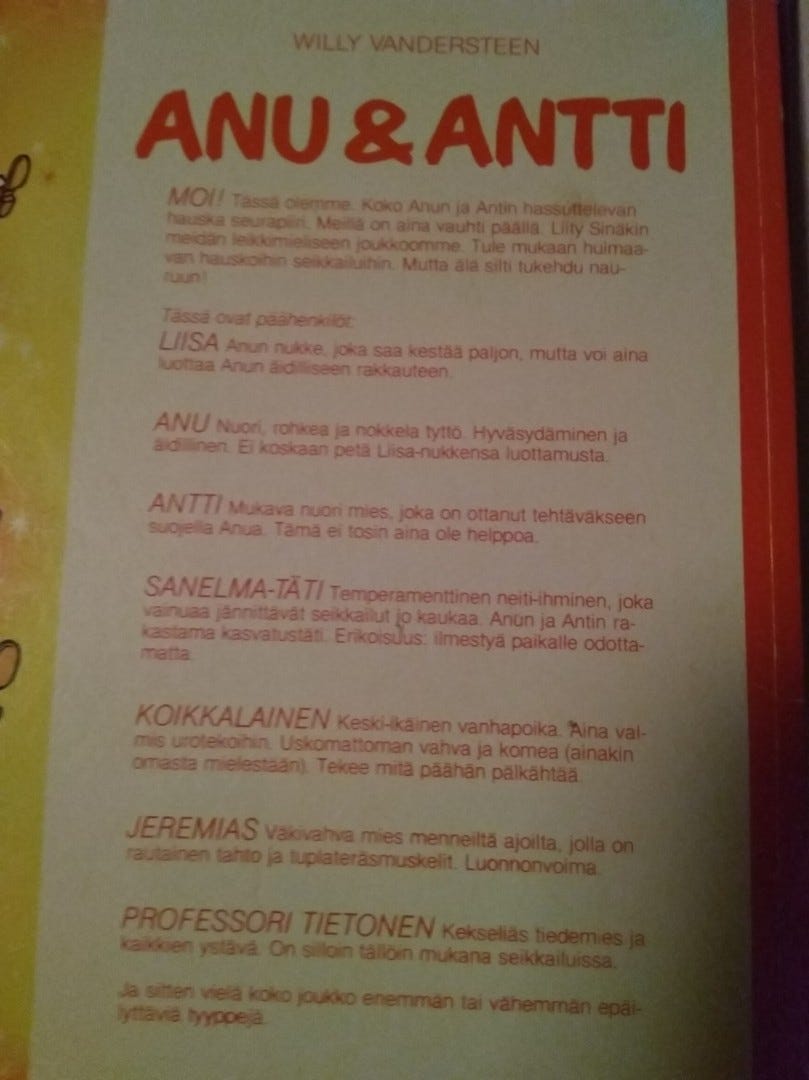 WILLY VANDERSTEEN
ANU & ANTTI
MOI! Tässä olemme. Koko Anun ja Antin hassuttelevan
hauska seurapiiri. Meillä on aina vauhti päällä. Liity Sinäkin
meidän leikkimieliseen joukkoomme. Tule mukaan huimaa-
van hauskoihin seikkailuihin. Mutta älä silti tukehdu nau-
ruun!
Tässä ovat päähenkilöt:
LIISA Anun nukke, joka saa kestää paljon, mutta voi aina
luottaa Anun äidilliseen rakkauteen.
ANU Nuori, rohkea ja nokkela tyttö. Hyväsydäminen ja
äidillinen. Ei koskaan petä Liisa-nukkensa luottamusta.
ANTTI Mukava nuori mies, joka on ottanut tehtäväkseen
suojella Anua. Tämä ei tosin aina ole helppoa.
SANELMA-TÄTI Temperamenttinen neiti-ihminen, joka
vainuaa jännittävät seikkailut jo kaukaa. Anun ja Antin ra-
kastama kasvatustäti. Erikoisuus: ilmestyä paikalle odotta-
matta.
KOIKKALAINEN Keski-ikäinen vanhapoika. Aina val-
mis urotekoihin. Uskomattoman vahva ja komea (ainakin
omasta mielestään). Tekee mitä päähän pälkähtää.
JEREMIAS Väkivahva mies menneiltä ajoilta, jolla on
rautainen tahto ja tuplateräsmuskelit. Luonnonvoima.
PROFESSORI TIETONEN Kekseliäs tiedemies ja
kaikkien ystävä. On silloin tällöin mukana seikkailuissa.
Ja sitten vielä koko joukko enemmän tai vähemmän epäi-
lyttäviä tyyppejä.